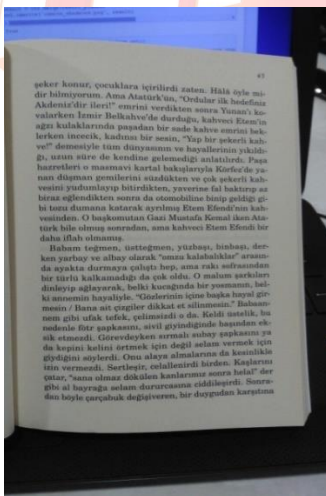 43
şeker konur, çocuklara içirilirdi zaten. Hâlâ öyle mi-
dir bilmiyorum. Ama Atatürk'ün, "Ordular ilk hedefiniz
Akdeniz'dir ileri!" emrini verdikten sonra Yunan'ı ko-
valarken İzmir Belkahve'de durduğu, kahveci Etem'in
ağzı kulaklarında paşadan bir sade kahve emrini bek-
lerken incecik, kadınsı bir sesin, "Yap bir şekerli kah-
ve!" demesiyle tüm dünyasının ve hayallerinin yıkıldı-
ğı, uzun süre de kendine gelemediği anlatılırdı. Paşa
hazretleri o masmavi kartal bakışlarıyla Körfez'de ya-
nan düşman gemilerini süzdükten ve çok şekerli kah-
vesini yudumlayıp bitirdikten, yaverine fal baktırıp az
biraz eğlendikten sonra da otomobiline binip geldiği gi-
bi tozu dumana katarak ayrılmış Etem Efendi'nin kah-
vesinden. O başkomutan Gazi Mustafa Kemal iken Ata-
türk bile olmuş sonradan, ama kahveci Etem Efendi bir
daha iflah olmamış.
Babam teğmen, üsteğmen, yüzbaşı, binbaşı, der-
ken yarbay ve albay olarak "omza kalabalıklar" arasın-
da ayakta durmaya çalıştı hep, ama rakı sofrasından
bir türlü kalkamadığı da çok oldu. O malum şarkıları
dinleyip ağlayarak, belki kucağında bir yosmanın, bel-
ki annemin hayaliyle. "Gözlerinin içine başka hayal gir-
mesin / Bana ait çizgiler dikkat et silinmesin." Babaan-
nem gibi ufak tefek, çelimsizdi o da. Keldi üstelik, bu
nedenle fötr şapkasını, sivil giyindiğinde başından ek-
sik etmezdi. Görevdeyken sırmalı subay şapkasını ya
da kepini kelini örtmek için değil selam vermek için
giydiğini söylerdi. Onu alaya almalarına da kesinlikle
izin vermezdi. Sertleşir, celallenirdi birden. Kaşlarını
çatar, "sana olmaz dökülen kanlarımız sonra helal" der
gibi al bayrağa selam dururcasına ciddileşirdi. Sonra-
dan böyle çarçabuk değişiveren, bir duygudan karşıtına